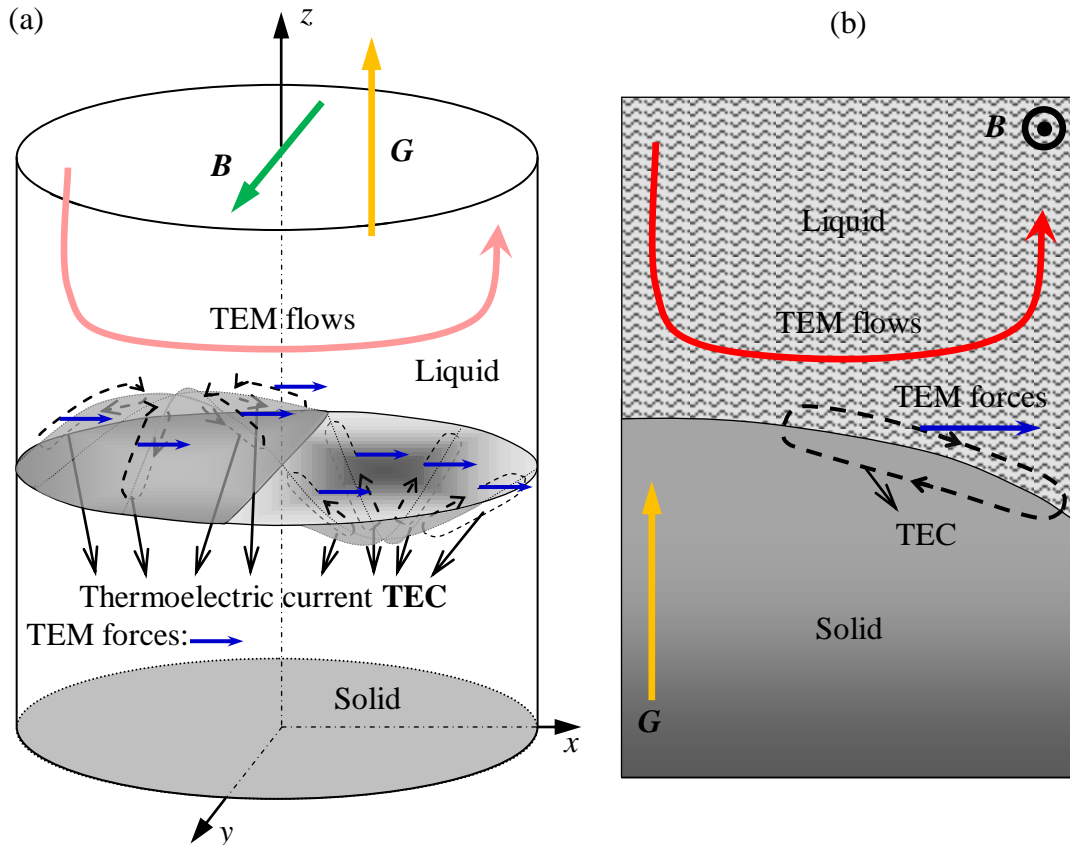 (a)
z
B
G
TEM flows
Liquid
Thermoelectric current TEC
TEM forces:
Solid
x
y
(b)
B
Liquid
TEM flows
TEM forces
TEC
Solid
G